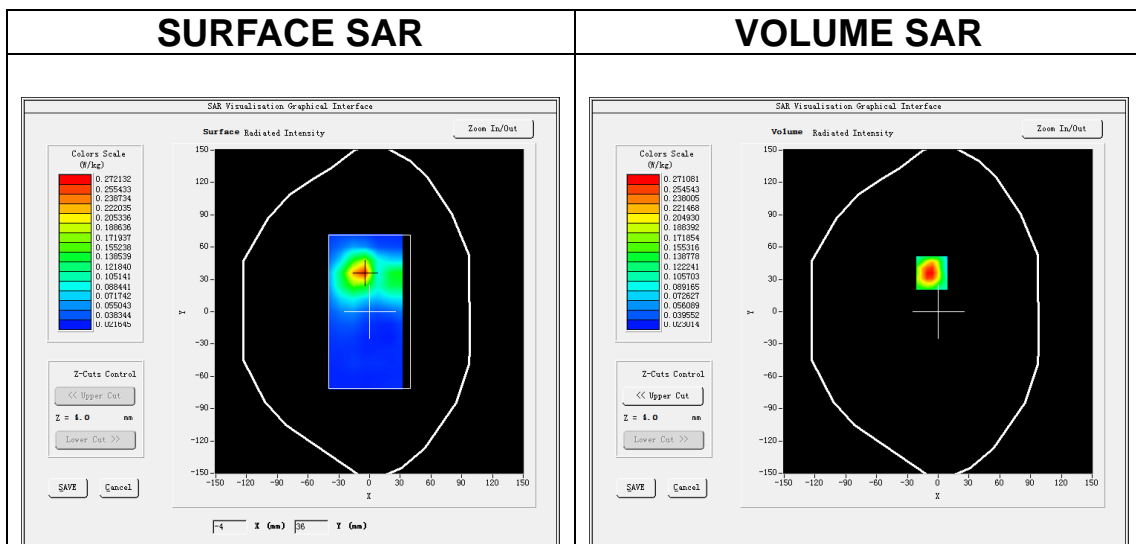 SURFACE SAR
VOLUME SAR
SAR Visualisation Graphical Interface
Surface Radiated Intensity
Zoom In/Out
Colors Scale
(W/kg)
0.272132
0.255433
0.238734
0.222035
0.205336
0.188636
0.171937
0.155238
0.138539
0.121840
0.105141
0.088441
0.071742
0.055043
0.038344
0.021645
Z-Cuts Control
<< Upper Cut
Z = 4.0 mm
Lower Cut >>
SAVE
Cancel
150
120
90
60
30
0
-30
-60
-90
-120
-150
Y
-150 -120 -90 -60 -30 0 30 60 90 120 150
X
-4 X (mm) 36 Y (mm)
SAR Visualisation Graphical Interface
Volume Radiated Intensity
Zoom In/Out
Colors Scale
(W/kg)
0.271081
0.254543
0.238005
0.221468
0.204930
0.188392
0.171854
0.155316
0.138778
0.122241
0.105703
0.089165
0.072627
0.056089
0.039552
0.023014
Z-Cuts Control
<< Upper Cut
Z = 4.0 mm
Lower Cut >>
SAVE
Cancel
150
120
90
60
30
0
-30
-60
-90
-120
-150
Y
-150 -120 -90 -60 -30 0 30 60 90 120 150
X